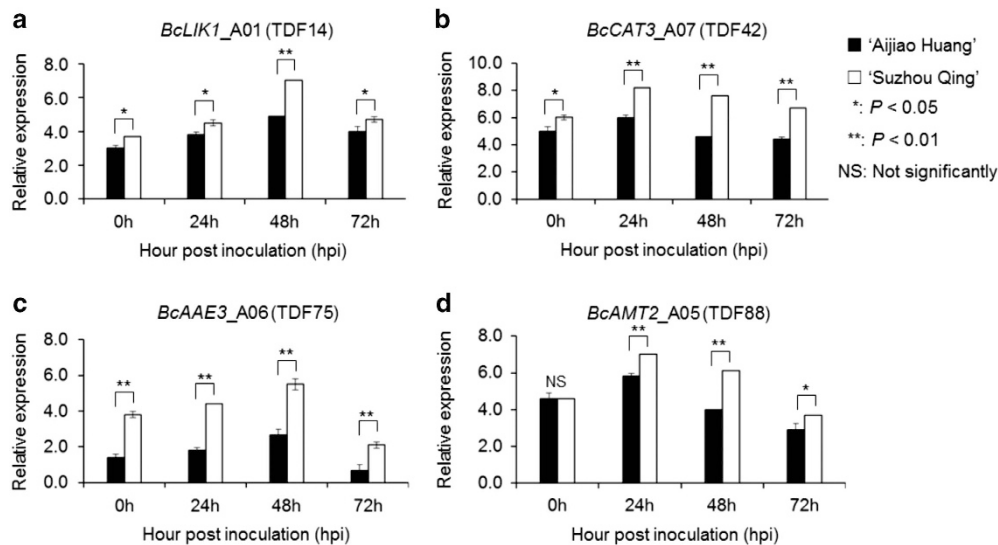 a
BcLIK1_A01 (TDF14)
Relative expression
8.0
6.0
4.0
2.0
0.0
*
*
**
*
0h
24h
48h
72h
Hour post inoculation (hpi)
b
BcCAT3_A07 (TDF42)
Relative expression
10.0
8.0
6.0
4.0
2.0
0.0
*
**
**
**
0h
24h
48h
72h
Hour post inoculation (hpi)
'Aijiao Huang'
'Suzhou Qing'
*: P < 0.05
**: P < 0.01
NS: Not significantly
c
BcAAE3_A06 (TDF75)
Relative expression
8.0
6.0
4.0
2.0
0.0
**
**
**
**
0h
24h
48h
72h
Hour post inoculation (hpi)
d
BcAMT2_A05 (TDF88)
Relative expression
8.0
6.0
4.0
2.0
0.0
NS
**
**
*
0h
24h
48h
72h
Hour post inoculation (hpi)